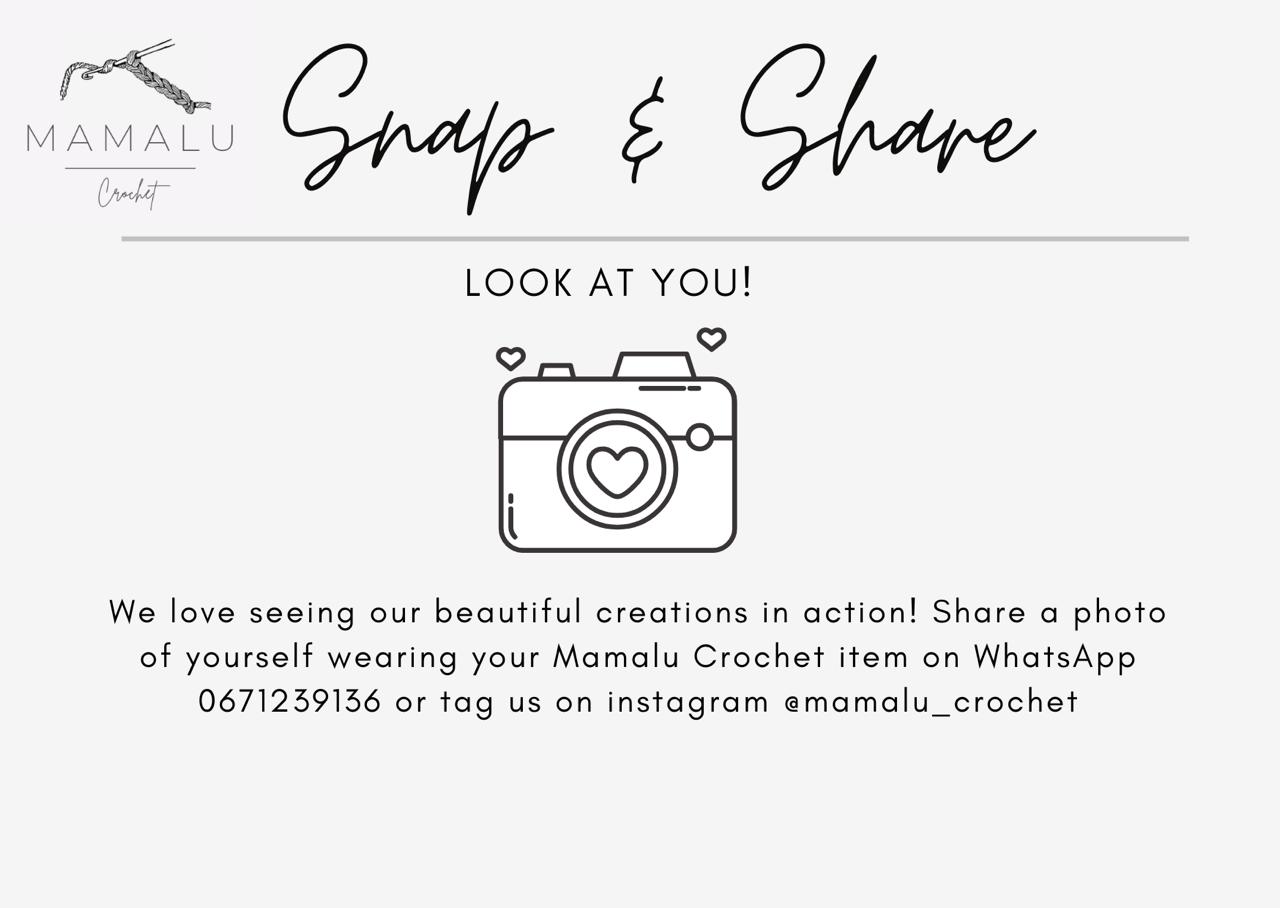 MAMALU
Crochet
Snap & Share
LOOK AT YOU!
We love seeing our beautiful creations in action! Share a photo
of yourself wearing your Mamalu Crochet item on WhatsApp
0671239136 or tag us on instagram @mamalu_crochet